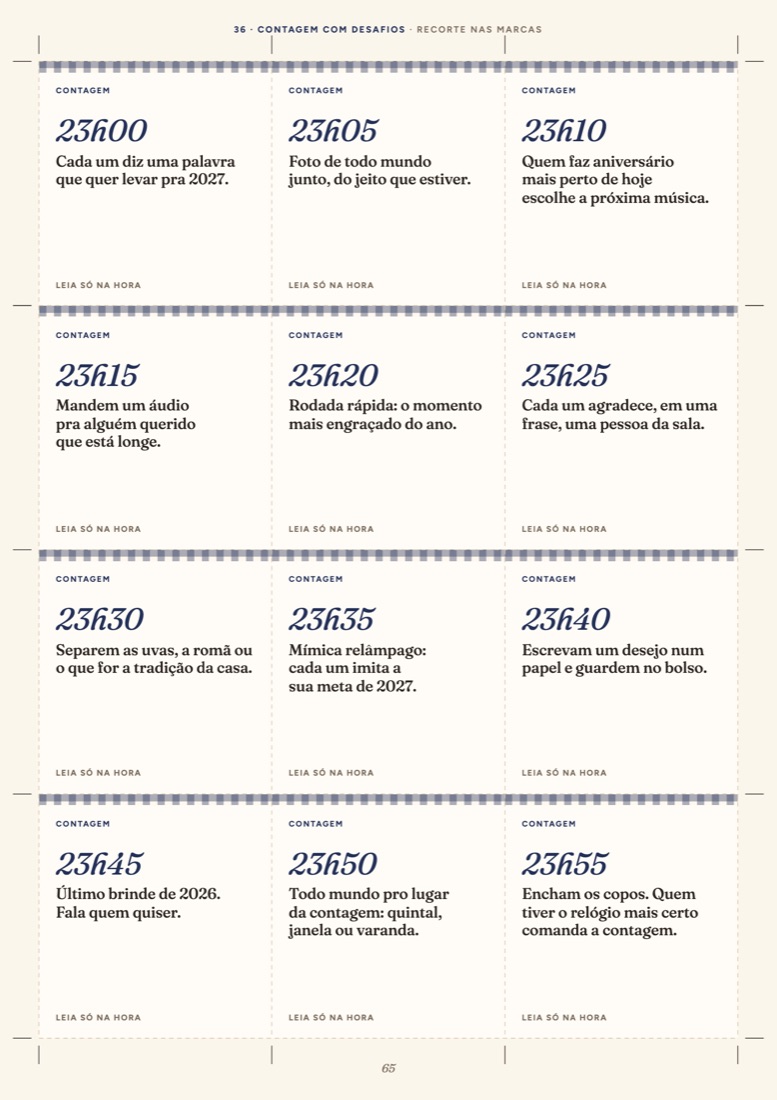 36 · CONTAGEM COM DESAFIOS · RECORTE NAS MARCAS
CONTAGEM
23h00
Cada um diz uma palavra
que quer levar pra 2027.
LEIA SÓ NA HORA
CONTAGEM
23h05
Foto de todo mundo
junto, do jeito que estiver.
LEIA SÓ NA HORA
CONTAGEM
23h10
Quem faz aniversário
mais perto de hoje
escolhe a próxima música.
LEIA SÓ NA HORA
CONTAGEM
23h15
Mandem um áudio
pra alguém querido
que está longe.
LEIA SÓ NA HORA
CONTAGEM
23h20
Rodada rápida: o momento
mais engraçado do ano.
LEIA SÓ NA HORA
CONTAGEM
23h25
Cada um agradece, em uma
frase, uma pessoa da sala.
LEIA SÓ NA HORA
CONTAGEM
23h30
Separem as uvas, a romã ou
o que for a tradição da casa.
LEIA SÓ NA HORA
CONTAGEM
23h35
Mímica relâmpago:
cada um imita a
sua meta de 2027.
LEIA SÓ NA HORA
CONTAGEM
23h40
Escrevam um desejo num
papel e guardem no bolso.
LEIA SÓ NA HORA
CONTAGEM
23h45
Último brinde de 2026.
Fala quem quiser.
LEIA SÓ NA HORA
CONTAGEM
23h50
Todo mundo pro lugar
da contagem: quintal,
janela ou varanda.
LEIA SÓ NA HORA
CONTAGEM
23h55
Encham os copos. Quem
tiver o relógio mais certo
comanda a contagem.
LEIA SÓ NA HORA
65